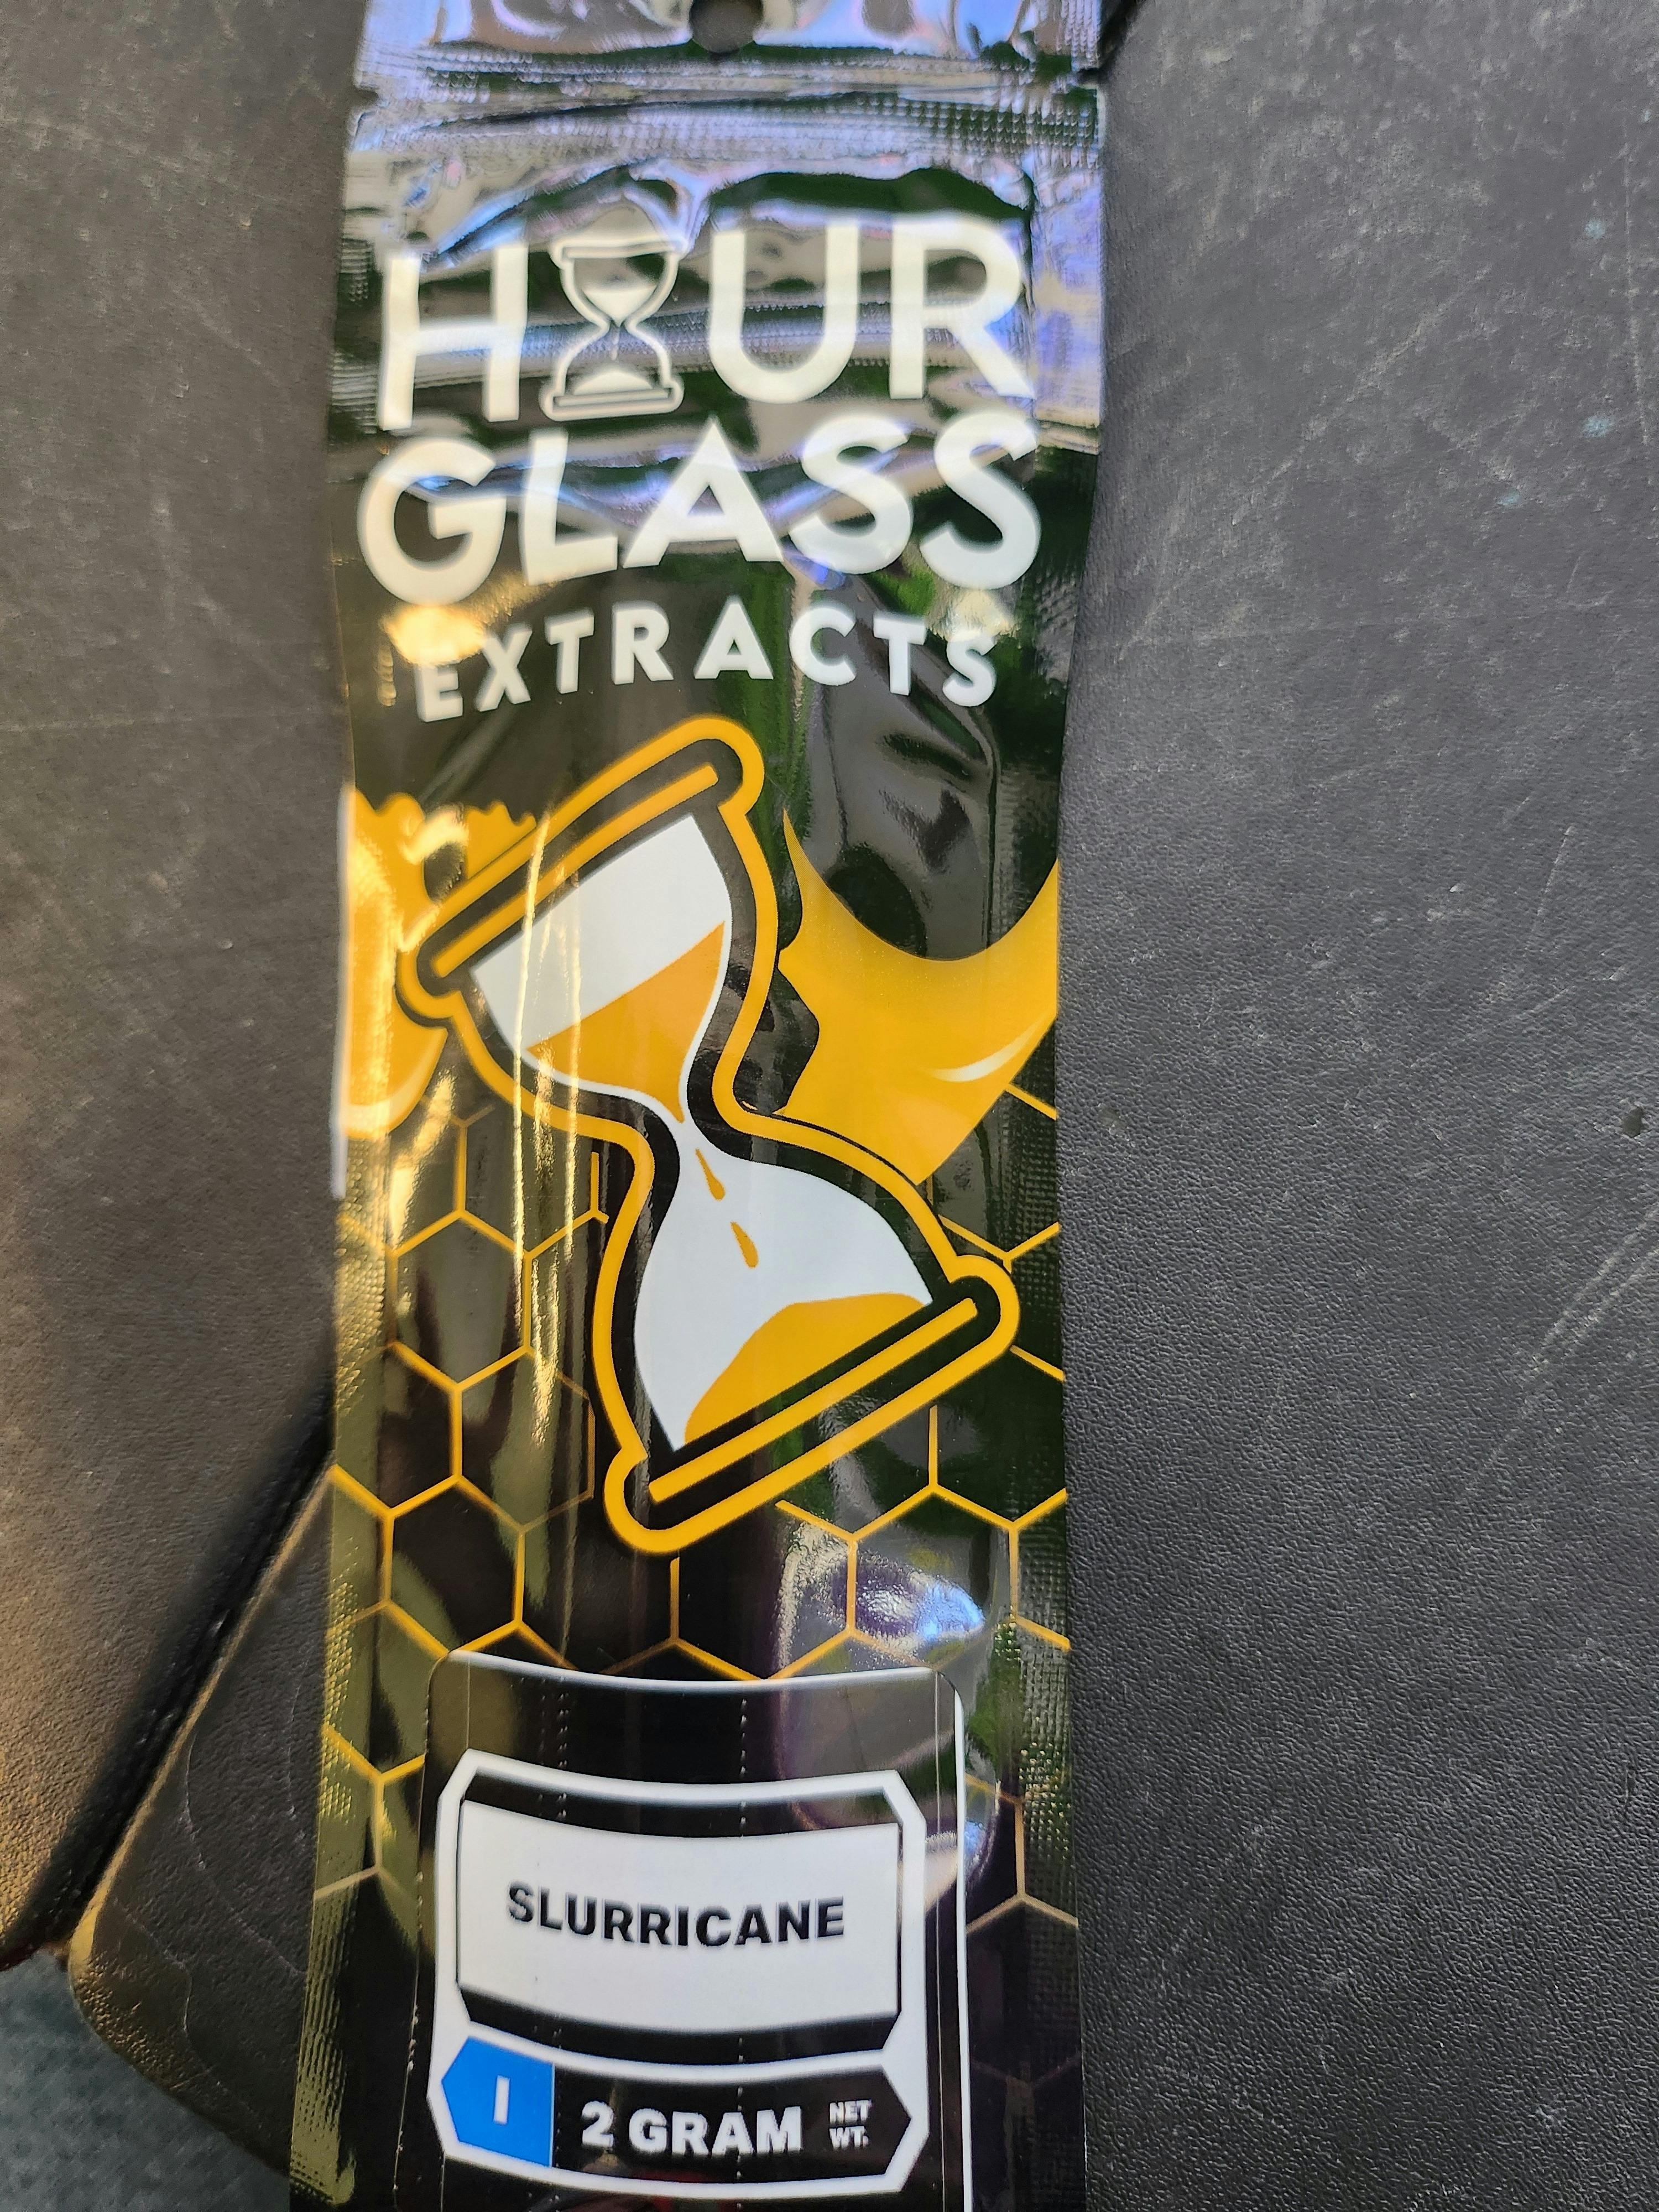 HOUR
GLASS
EXTRACTS
SLURRICANE
I
2 GRAM NET WT.